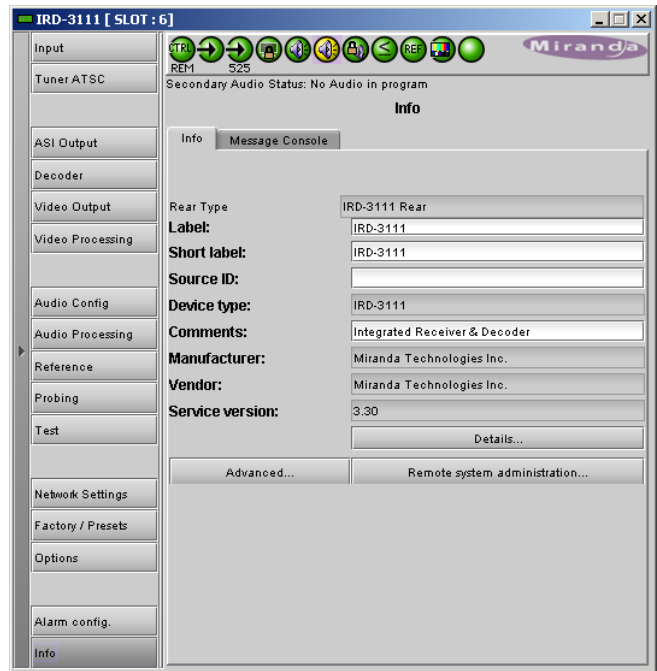 IRD-3111 [ SLOT : 6]
Input
Tuner ATSC
ASI Output
Decoder
Video Output
Video Processing
Audio Config
Audio Processing
Reference
Probing
Test
Network Settings
Factory / Presets
Options
Alarm config.
Info
CTRL
REF
Miranda
REM
525
Secondary Audio Status: No Audio in program
Info
Info
Message Console
Rear Type
IRD-3111 Rear
Label:
IRD-3111
Short label:
IRD-3111
Source ID:
Device type:
IRD-3111
Comments:
Integrated Receiver & Decoder
Manufacturer:
Miranda Technologies Inc.
Vendor:
Miranda Technologies Inc.
Service version:
3.30
Details...
Advanced...
Remote system administration...